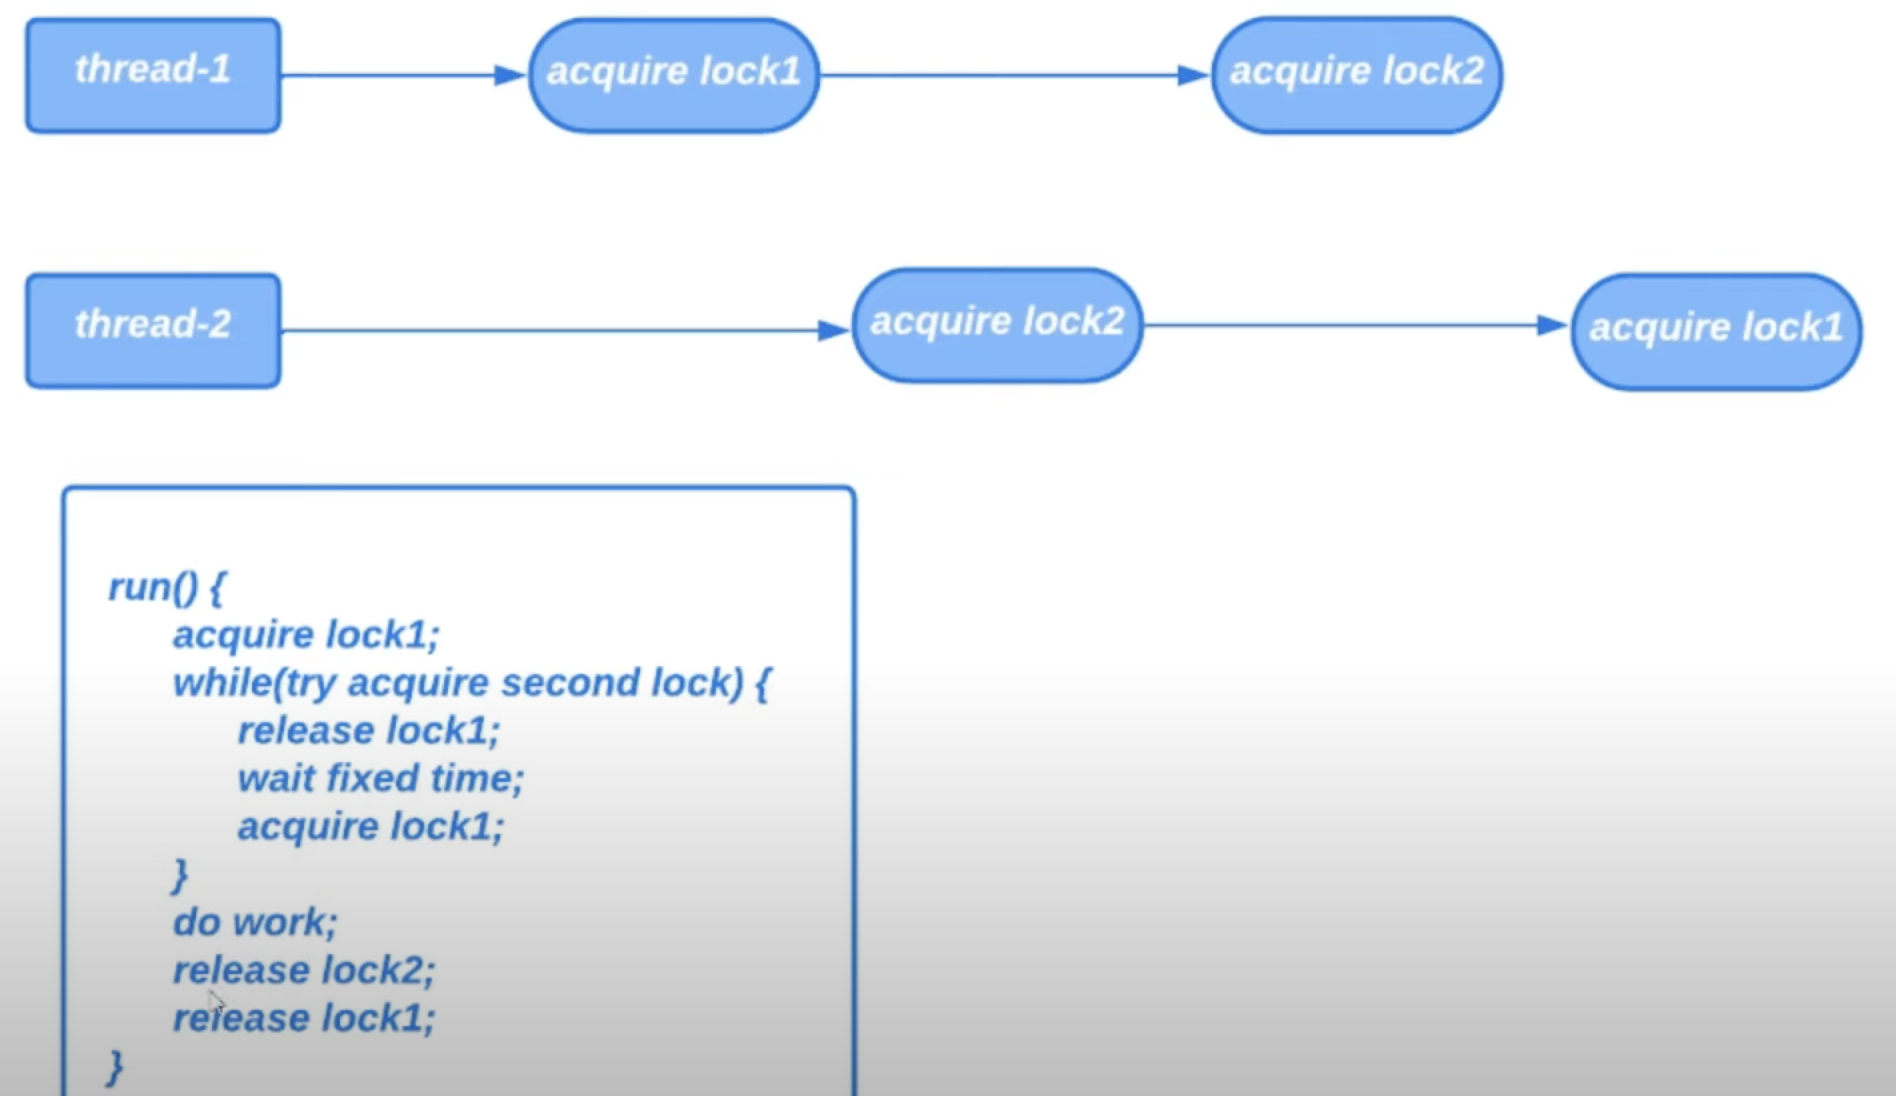 thread-1
acquire lock1
acquire lock2
thread-2
acquire lock2
acquire lock1
run() {
acquire lock1;
while(try acquire second lock) {
release lock1;
wait fixed time;
acquire lock1;
}
do work;
release lock2;
release lock1;
}